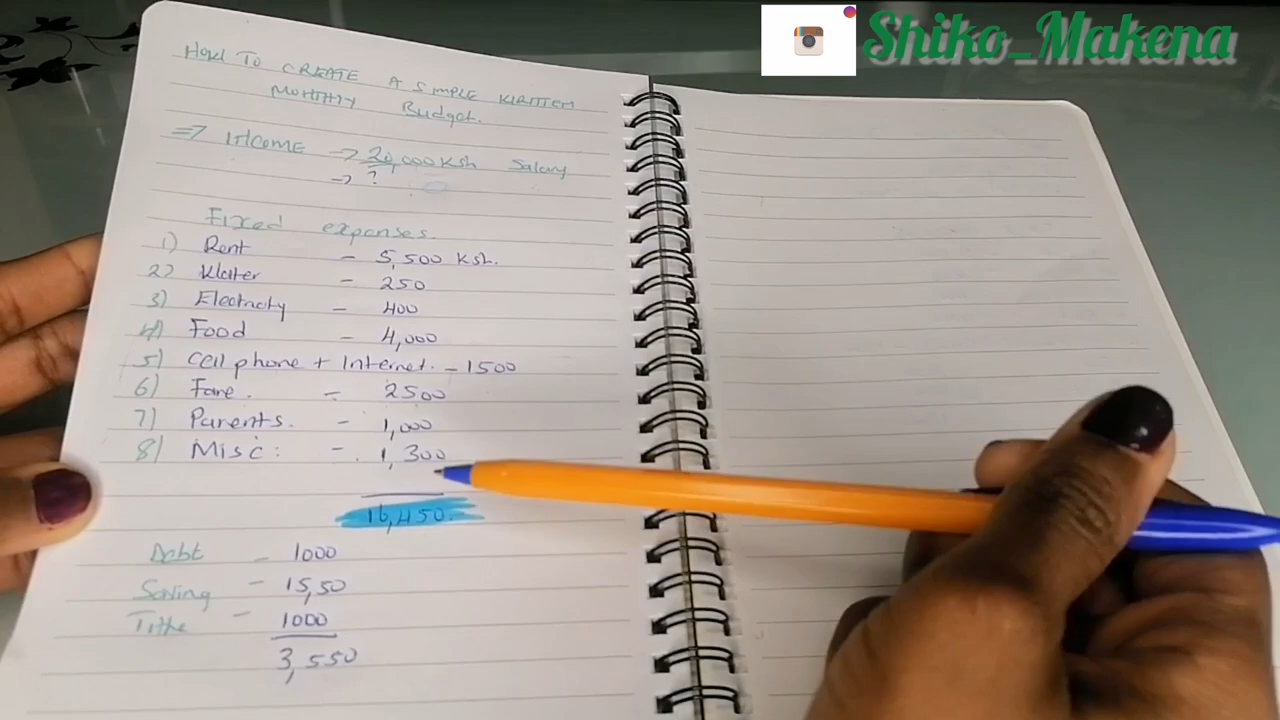 Shiko_Makena
HOW TO CREATE A SIMPLE WRITTEN
MONTHLY Budget.
=> INCOME -> 20,000 Ksh Salary
-> ?
Fixed expenses.
1) Rent - 5,500 Ksh.
2) Water - 250
3) Electricity - 400
4) Food - 4,000
5) Cell phone + Internet. - 1500
6) Fare. - 2500
7) Parents. - 1,000
8) Misc: - 1,300
16,450.
Debt - 1000
Saving - 15,50
Tithe - 1000
3,550